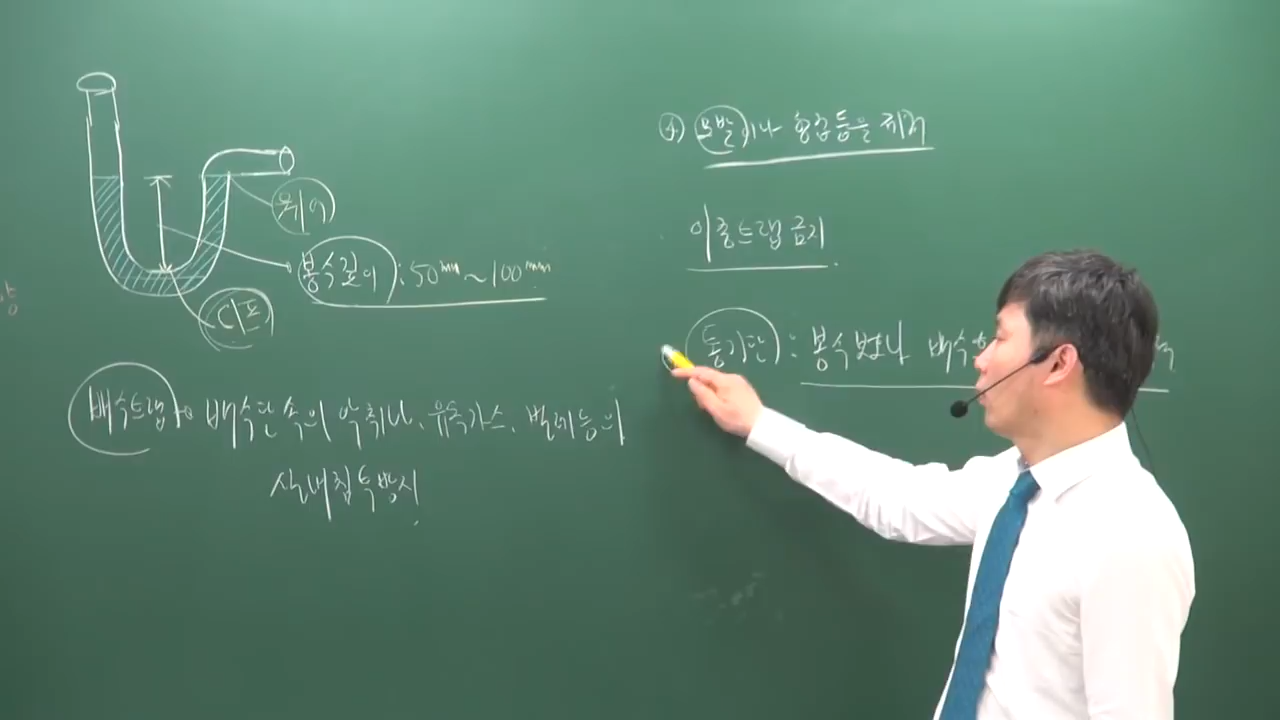 웨어
봉수깊이 : 50mm ~ 100mm
디프
배수트랩 → 배수관 속의 악취나, 유독가스, 벌레등의
실내침투방지
④ 모발이나 헝겊등을 제거
이중트랩금지
통기관 : 봉수보호나 배수